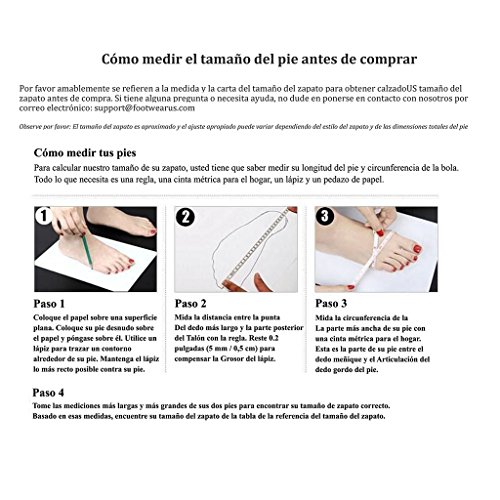 Cómo medir el tamaño del pie antes de comprar
Por favor amablemente se refieren a la medida y la carta del tamaño del zapato para obtener calzadoUS tamaño del
zapato antes de compra. Si tiene alguna pregunta o necesita ayuda, no dude en ponerse en contacto con nosotros por
correo electrónico: support@footwearus.com
Observe por favor: El tamaño del zapato es aproximado y el ajuste apropiado puede variar dependiendo del estilo del zapato y de las dimensiones totales del pie
Cómo medir tus pies
Para calcular nuestro tamaño de su zapato, usted tiene que saber medir su longitud del pie y circunferencia de la bola.
Todo lo que necesita es una regla, una cinta métrica para el hogar, un lápiz y un pedazo de papel.
1
2
3
Paso 1
Coloque el papel sobre una superficie
plana. Coloque su pie desnudo sobre
el papel y póngase sobre él. Utilice un
lápiz para trazar un contorno
alrededor de su pie. Mantenga el lápiz
lo más recto posible contra su pie.
Paso 2
Mida la distancia entre la punta
Del dedo más largo y la parte posterior
del Talón con la regla. Reste 0.2
pulgadas (5 mm / 0,5 cm) para
compensar la Grosor del lápiz.
Paso 3
Mida la circunferencia de la
La parte más ancha de su pie con
una cinta métrica para el hogar.
Esta es la parte de su pie entre el
dedo meñique y el Articulación del
dedo gordo del pie.
Paso 4
Tome las mediciones más largas y más grandes de sus dos pies para encontrar su tamaño de zapato correcto.
Basado en esas medidas, encuentre su tamaño del zapato de la tabla de la referencia del tamaño del zapato.